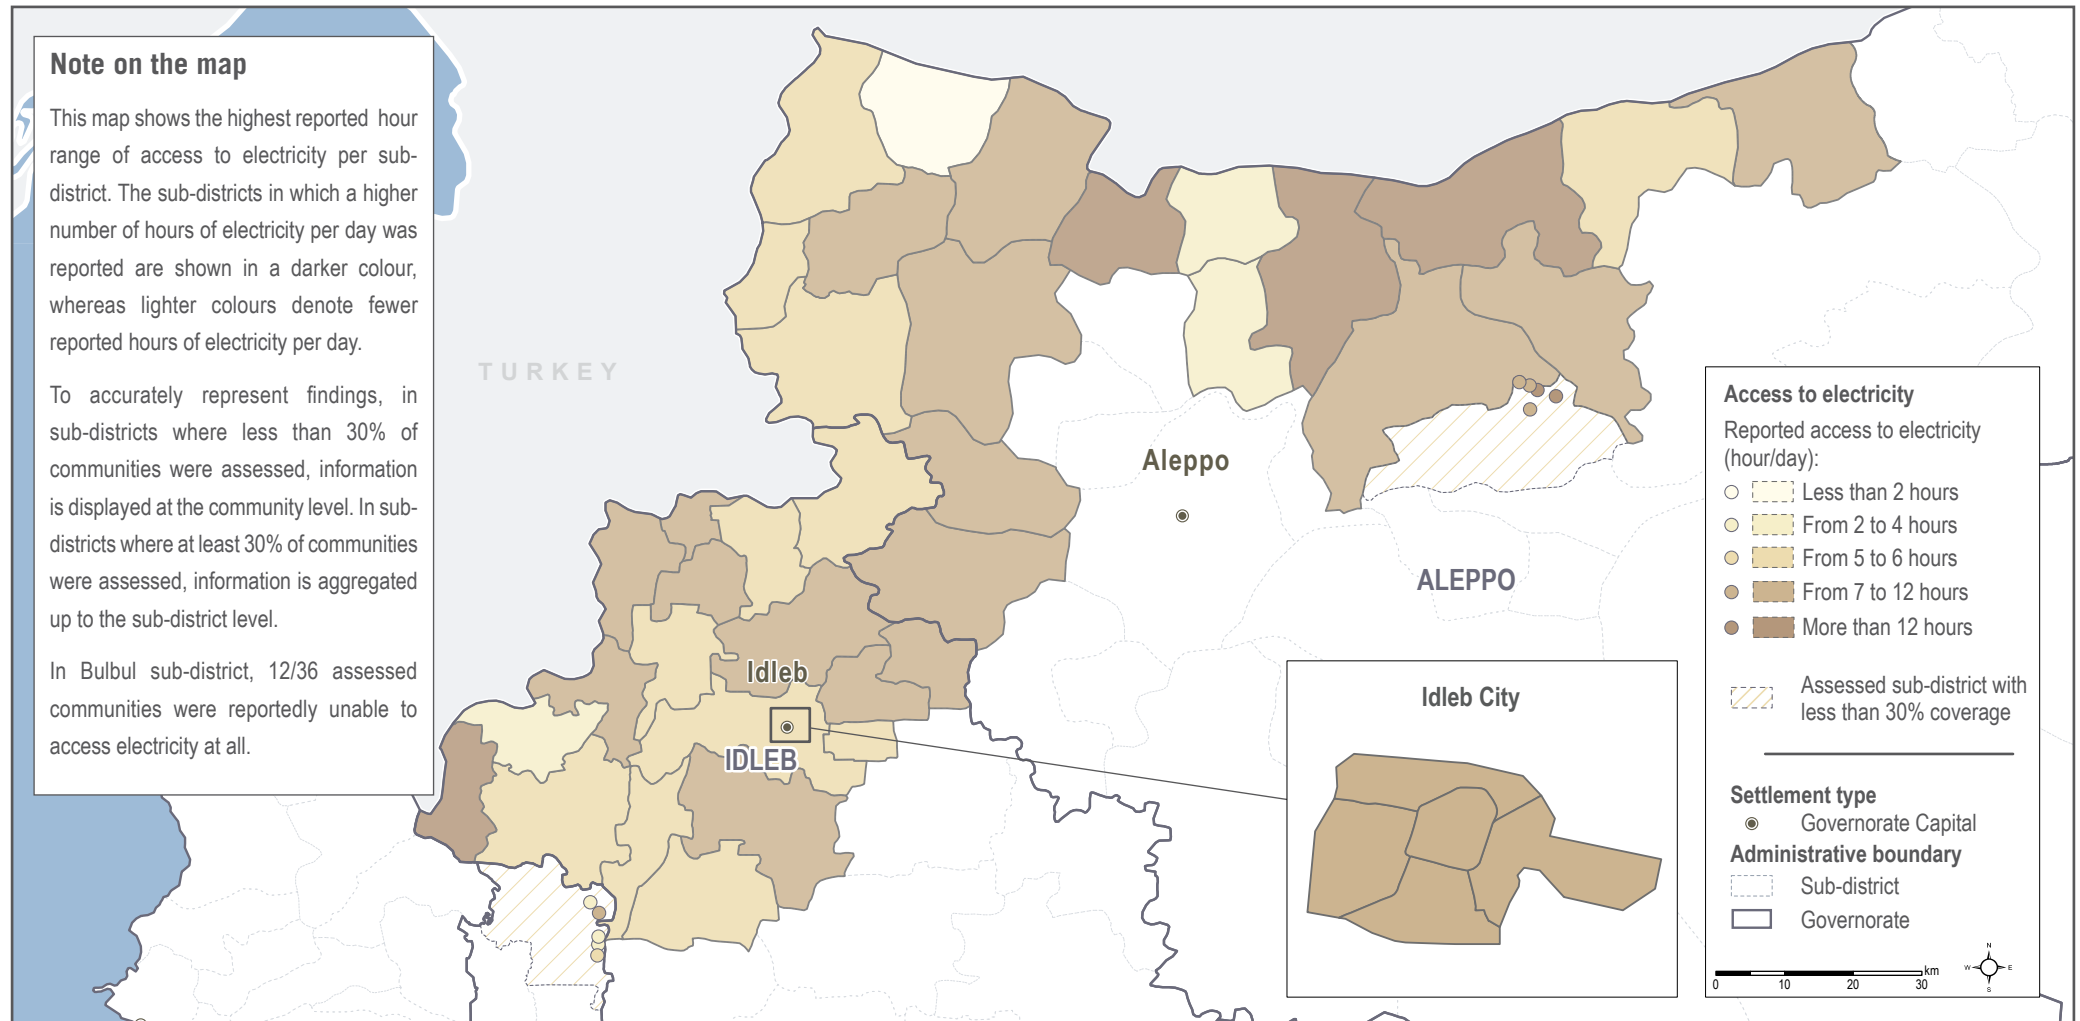 Note on the map
This map shows the highest reported hour
range of access to electricity per sub-
district. The sub-districts in which a higher
number of hours of electricity per day was
reported are shown in a darker colour,
whereas lighter colours denote fewer
reported hours of electricity per day.
To accurately represent findings, in
sub-districts where less than 30% of
communities were assessed, information
is displayed at the community level. In sub-
districts where at least 30% of communities
were assessed, information is aggregated
up to the sub-district level.
In Bulbul sub-district, 12/36 assessed
communities were reportedly unable to
access electricity at all.
TURKEY
Aleppo
ALEPPO
Idleb
IDLEB
Idleb City
Access to electricity
Reported access to electricity
(hour/day):
Less than 2 hours
From 2 to 4 hours
From 5 to 6 hours
From 7 to 12 hours
More than 12 hours
Assessed sub-district with
less than 30% coverage
Settlement type
Governorate Capital
Administrative boundary
Sub-district
Governorate
N
W E
S
km
0 10 20 30